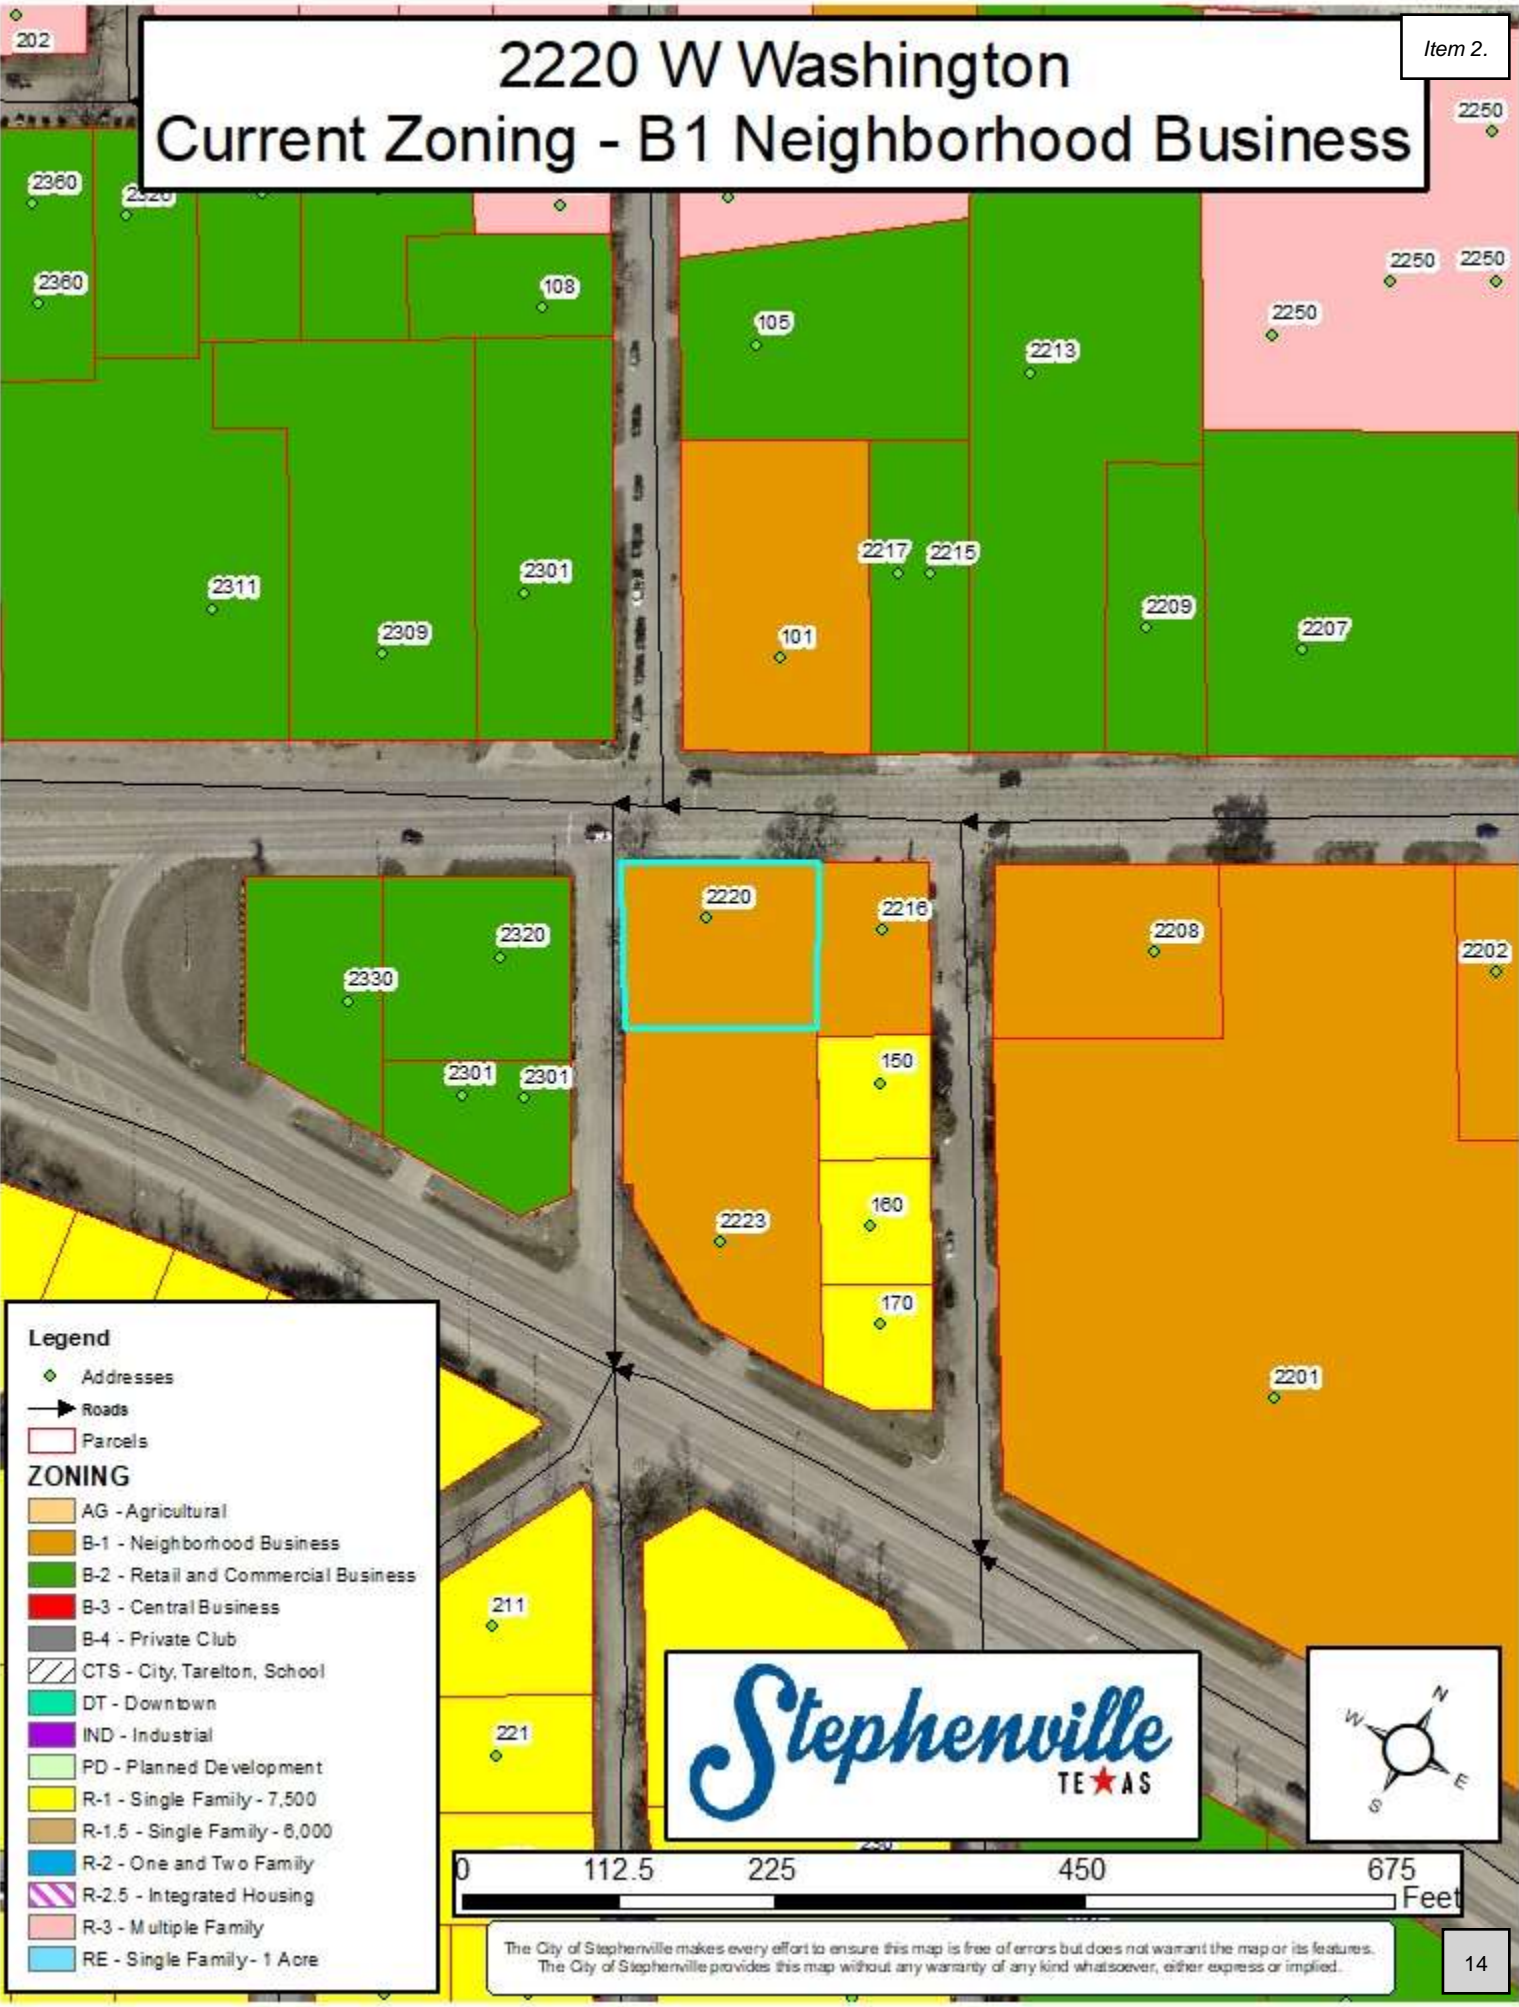 Item 2.
2220 W Washington
Current Zoning - B1 Neighborhood Business
202
2250
2360
2320
2360
108
2250 2250
2250
105
2213
2217 2215
2311
2301
2309
2209
2207
101
2220
2216
2208
2202
2320
2330
2301 2301
150
160
2223
170
2201
211
221
Legend
Addresses
Roads
Parcels
ZONING
AG - Agricultural
B-1 - Neighborhood Business
B-2 - Retail and Commercial Business
B-3 - Central Business
B-4 - Private Club
CTS - City, Tarelton, School
DT - Downtown
IND - Industrial
PD - Planned Development
R-1 - Single Family - 7,500
R-1.5 - Single Family - 6,000
R-2 - One and Two Family
R-2.5 - Integrated Housing
R-3 - Multiple Family
RE - Single Family - 1 Acre
Stephenville
TEXAS
N
W
E
S
0 112.5 225 450 675
Feet
The City of Stephenville makes every effort to ensure this map is free of errors but does not warrant the map or its features.
The City of Stephenville provides this map without any warranty of any kind whatsoever, either express or implied.
14